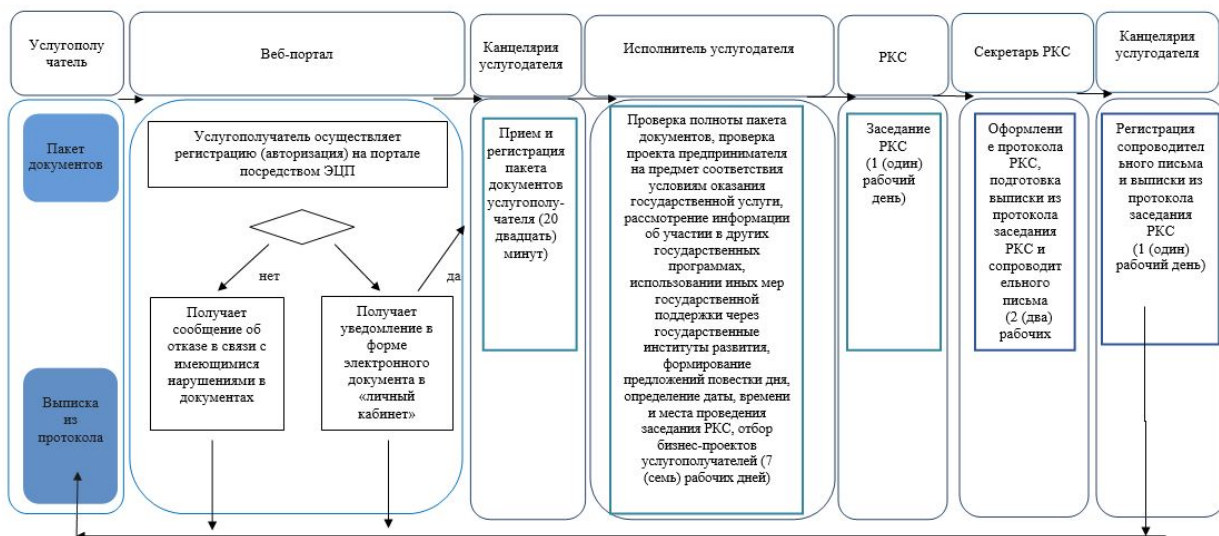 Услугополу
чатель
Веб-портал
Канцелярия
услугодателя
Исполнитель услугодателя
РКС
Секретарь РКС
Канцелярия
услугодателя
Пакет
документов
Выписка
из
протокола
Услугополучатель осуществляет
регистрацию (авторизация) на портале
посредством ЭЦП
нет
да
Получает
сообщение об
отказе в связи с
имеющимися
нарушениями в
документах
Получает
уведомление в
форме
электронного
документа в
«личный
кабинет»
Прием и
регистрация
пакета
документов
услугополу-
чателя (20
двадцать)
минут)
Проверка полноты пакета
документов, проверка
проекта предпринимателя
на предмет соответствия
условиям оказания
государственной услуги,
рассмотрение информации
об участии в других
государственных
программах,
использовании иных мер
государственной
поддержки через
государственные
институты развития,
формирование
предложений повестки дня,
определение даты, времени
и места проведения
заседания РКС, отбор
бизнес-проектов
услугополучателей (7
(семь) рабочих дней)
Заседание
РКС
(1 (один)
рабочий
день)
Оформлени
е протокола
РКС,
подготовка
выписки из
протокола
заседания
РКС и
сопроводит
ельного
письма
(2 (два)
рабочих
Регистрация
сопроводител
ьного письма
и выписки из
протокола
заседания
РКС
(1 (один)
рабочий день)